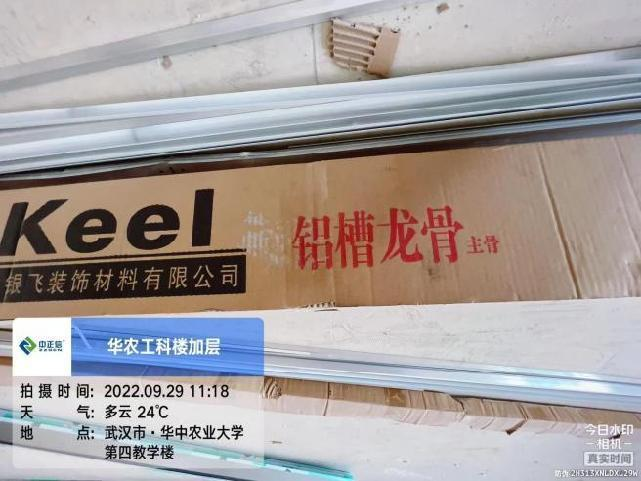 Keel
银飞装饰材料有限公司
铝槽龙骨 主骨
中正信
ZZXCN
华农工科楼加层
拍摄时间: 2022.09.29 11:18
天 气: 多云 24℃
地 点: 武汉市·华中农业大学
第四教学楼
今日水印
-相机-
真实时间